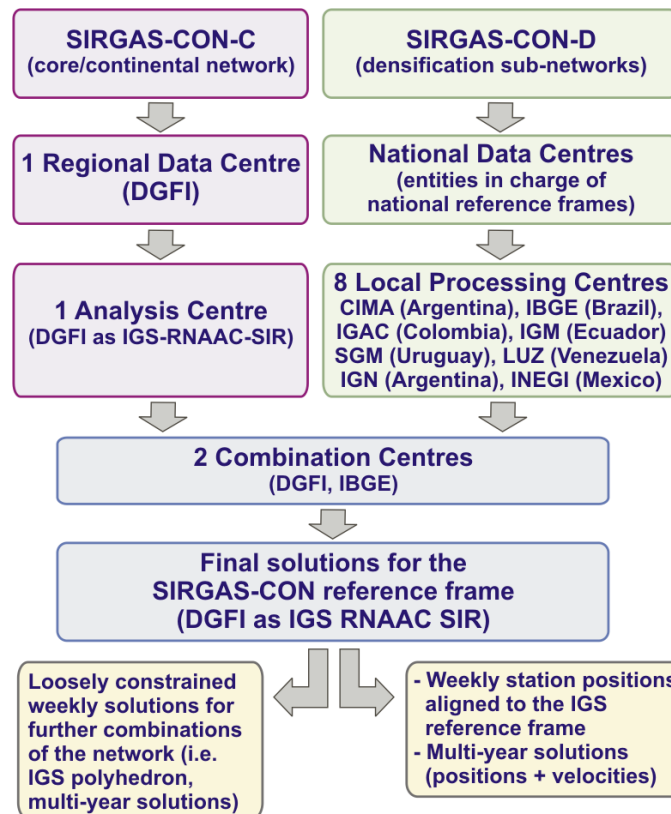 SIRGAS-CON-C
(core/continental network)
SIRGAS-CON-D
(densification sub-networks)
1 Regional Data Centre
(DGFI)
National Data Centres
(entities in charge of
national reference frames)
1 Analysis Centre
(DGFI as IGS-RNAAC-SIR)
8 Local Processing Centres
CIMA (Argentina), IBGE (Brazil),
IGAC (Colombia), IGM (Ecuador)
SGM (Uruguay), LUZ (Venezuela)
IGN (Argentina), INEGI (Mexico)
2 Combination Centres
(DGFI, IBGE)
Final solutions for the
SIRGAS-CON reference frame
(DGFI as IGS RNAAC SIR)
Loosely constrained
weekly solutions for
further combinations
of the network (i.e.
IGS polyhedron,
multi-year solutions)
- Weekly station positions
aligned to the IGS
reference frame
- Multi-year solutions
(positions + velocities)